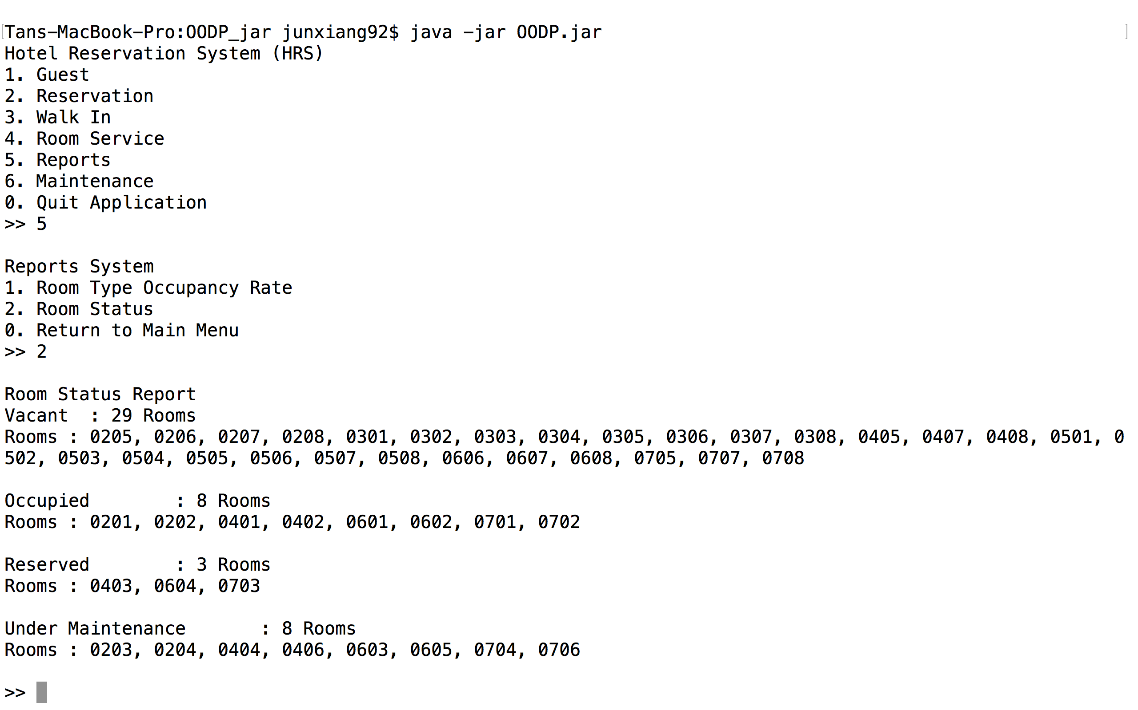 Tans-MacBook-Pro:OODP_jar junxiang92$ java -jar OODP.jar
Hotel Reservation System (HRS)
1. Guest
2. Reservation
3. Walk In
4. Room Service
5. Reports
6. Maintenance
0. Quit Application
>> 5
Reports System
1. Room Type Occupancy Rate
2. Room Status
0. Return to Main Menu
>> 2
Room Status Report
Vacant  : 29 Rooms
Rooms : 0205, 0206, 0207, 0208, 0301, 0302, 0303, 0304, 0305, 0306, 0307, 0308, 0405, 0407, 0408, 0501, 0
502, 0503, 0504, 0505, 0506, 0507, 0508, 0606, 0607, 0608, 0705, 0707, 0708
Occupied        : 8 Rooms
Rooms : 0201, 0202, 0401, 0402, 0601, 0602, 0701, 0702
Reserved        : 3 Rooms
Rooms : 0403, 0604, 0703
Under Maintenance       : 8 Rooms
Rooms : 0203, 0204, 0404, 0406, 0603, 0605, 0704, 0706
>>